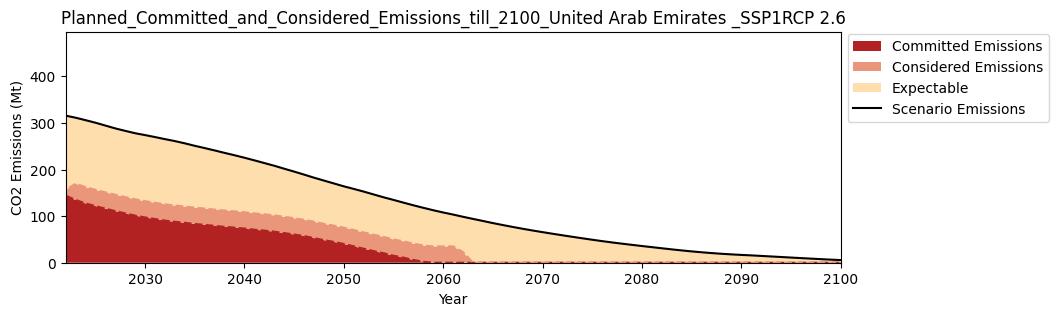 Planned_Committed_and_Considered_Emissions_till_2100_United Arab Emirates _SSP1RCP 2.6
Committed Emissions
Considered Emissions
Expectable
Scenario Emissions
CO2 Emissions (Mt)
400
300
200
100
0
2030 2040 2050 2060 2070 2080 2090 2100
Year